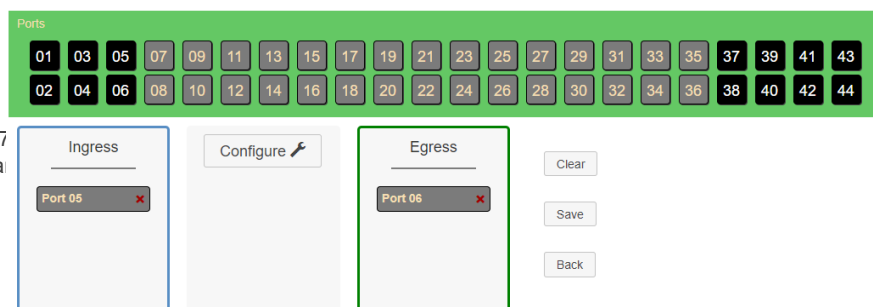 Ports
01 03 05 07 09 11 13 15 17 19 21 23 25 27 29 31 33 35 37 39 41 43
02 04 06 08 10 12 14 16 18 20 22 24 26 28 30 32 34 36 38 40 42 44
Ingress
Configure
Egress
Port 05
Port 06
Clear
Save
Back